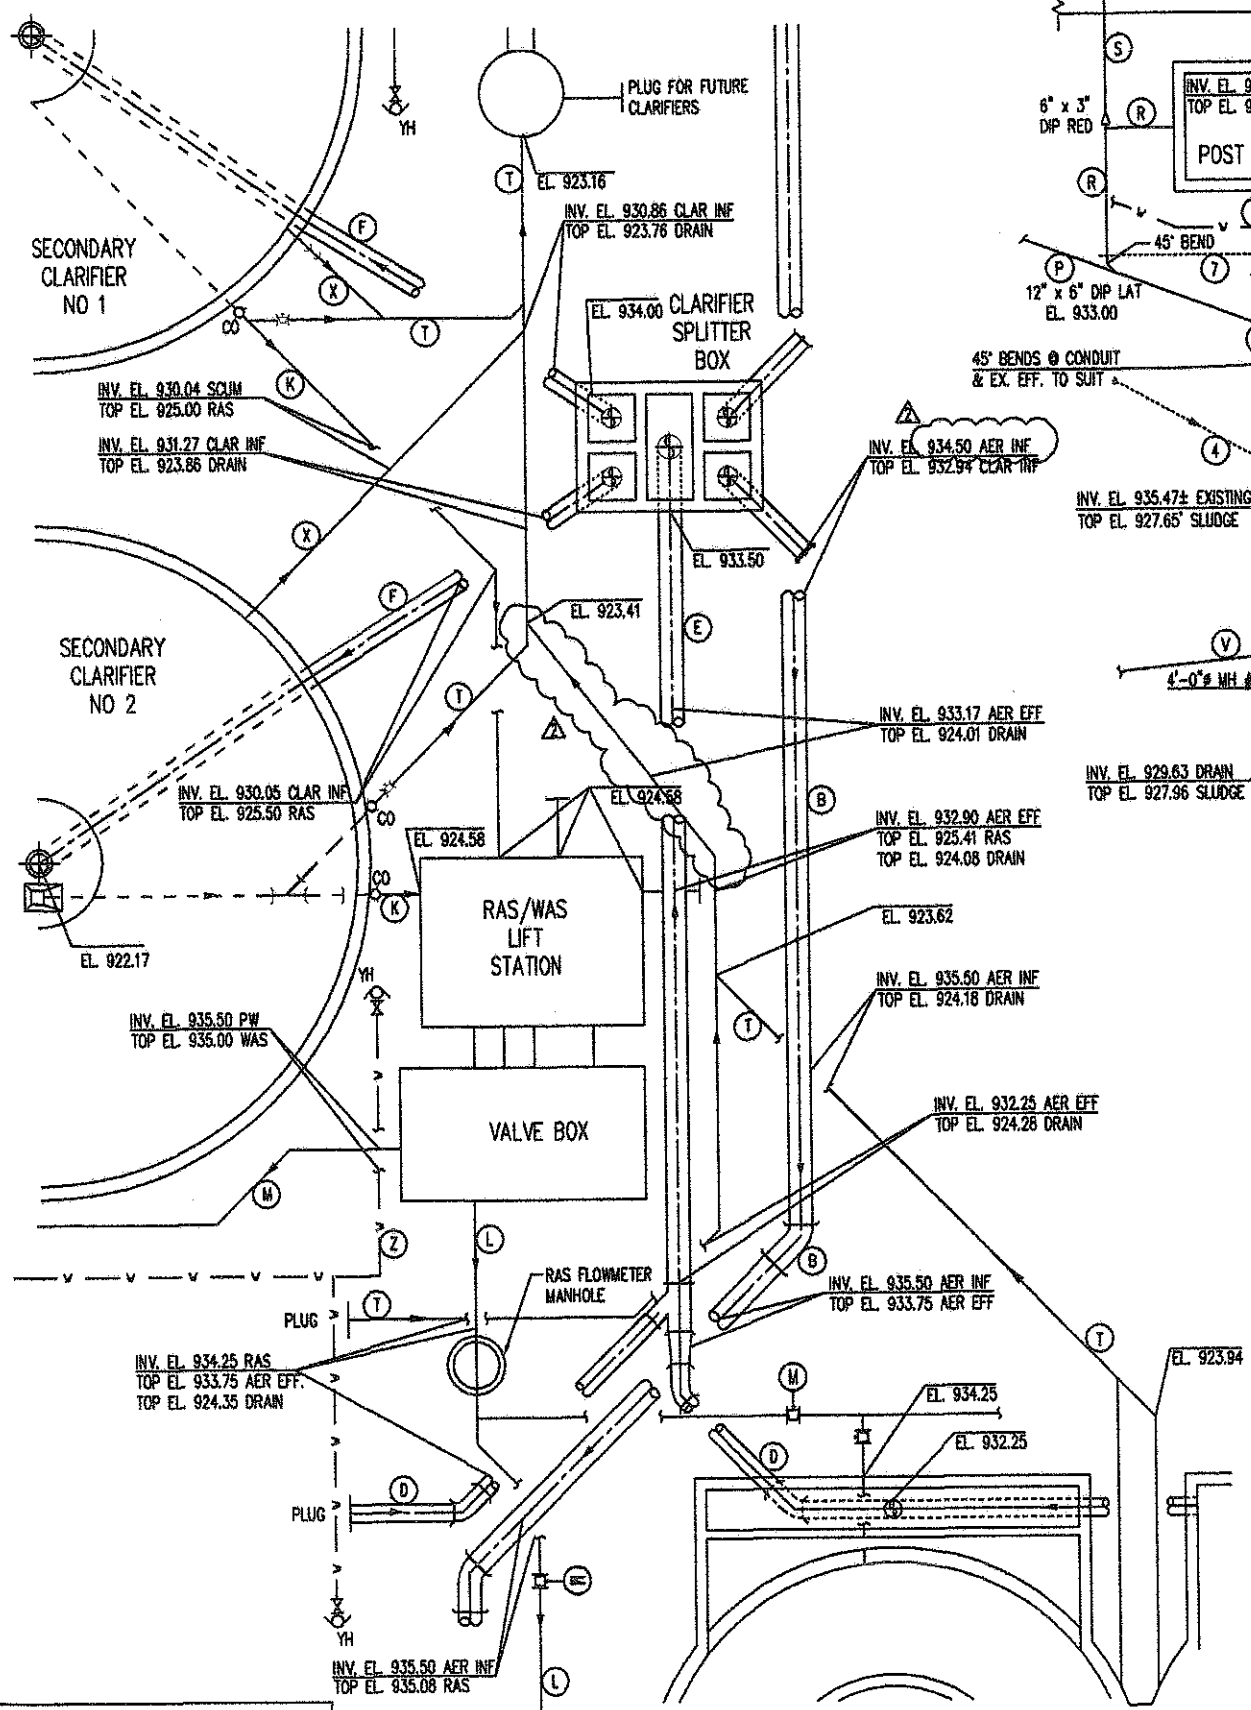 PLUG FOR FUTURE
CLARIFIERS
YH
T
EL. 923.16
INV. EL. 930.86 CLAR INF
TOP EL. 923.76 DRAIN
F
SECONDARY
CLARIFIER
NO 1
X
CO
T
K
EL. 934.00
CLARIFIER
SPLITTER
BOX
INV. EL. 930.04 SCUM
TOP EL. 925.00 RAS
INV. EL. 931.27 CLAR INF
TOP EL. 923.86 DRAIN
S
6" x 3"
DIP RED
R
INV. EL. 9
TOP EL. 9
POST
R
V
45° BEND
P
7
12" x 6" DIP LAT
EL. 933.00
45° BENDS @ CONDUIT
& EX. EFF. TO SUIT
2
INV. EL. 934.50 AER INF
TOP EL. 932.94 CLAR INF
4
INV. EL. 935.47± EXISTING
TOP EL. 927.65' SLUDGE
X
EL. 933.50
F
EL. 923.41
E
SECONDARY
CLARIFIER
NO 2
T
V
4'-0"ø MH #
2
INV. EL. 933.17 AER EFF
TOP EL. 924.01 DRAIN
INV. EL. 930.05 CLAR INF
TOP EL. 925.50 RAS
CO
EL. 924.58
B
INV. EL. 929.63 DRAIN
TOP EL. 927.96 SLUDGE
INV. EL. 932.90 AER EFF
TOP EL. 925.41 RAS
TOP EL. 924.08 DRAIN
EL. 924.58
CO
K
RAS/WAS
LIFT
STATION
EL. 923.62
EL. 922.17
YH
INV. EL. 935.50 AER INF
TOP EL. 924.18 DRAIN
T
INV. EL. 935.50 PW
TOP EL. 935.00 WAS
VALVE BOX
INV. EL. 932.25 AER EFF
TOP EL. 924.28 DRAIN
M
Z
L
B
RAS FLOWMETER
MANHOLE
INV. EL. 935.50 AER INF
TOP EL. 933.75 AER EFF
PLUG
T
T
EL. 923.94
INV. EL. 934.25 RAS
TOP EL. 933.75 AER EFF.
TOP EL. 924.35 DRAIN
M
EL. 934.25
EL. 932.25
D
D
PLUG
YH
INV. EL. 935.50 AER INF
TOP EL. 935.08 RAS
L